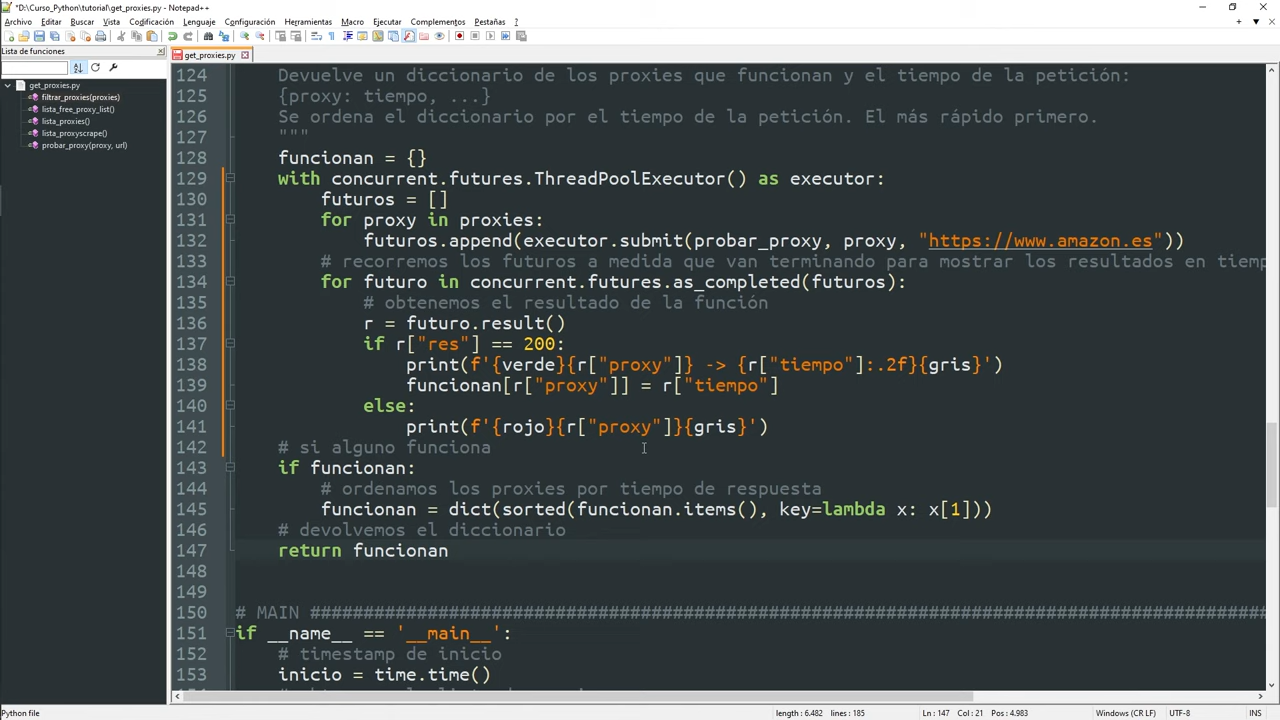 *D:\Curso_Python\tutorial\get_proxies.py - Notepad++
Archivo Editar Buscar Vista Codificación Lenguaje Configuración Herramientas Macro Ejecutar Complementos Pestañas ?
Lista de funciones
get_proxies.py
get_proxies.py
filtrar_proxies(proxies)
lista_free_proxy_list()
lista_proxies()
lista_proxyscrape()
probar_proxy(proxy, url)
124 Devuelve un diccionario de los proxies que funcionan y el tiempo de la petición:
125 {proxy: tiempo, ...}
126 Se ordena el diccionario por el tiempo de la petición. El más rápido primero.
127 """
128 funcionan = {}
129 with concurrent.futures.ThreadPoolExecutor() as executor:
130 futuros = []
131 for proxy in proxies:
132 futuros.append(executor.submit(probar_proxy, proxy, "https://www.amazon.es"))
133 # recorremos los futuros a medida que van terminando para mostrar los resultados en tiemp
134 for futuro in concurrent.futures.as_completed(futuros):
135 # obtenemos el resultado de la función
136 r = futuro.result()
137 if r["res"] == 200:
138 print(f'{verde}{r["proxy"]} -> {r["tiempo"]:.2f}{gris}')
139 funcionan[r["proxy"]] = r["tiempo"]
140 else:
141 print(f'{rojo}{r["proxy"]}{gris}')
142 # si alguno funciona
143 if funcionan:
144 # ordenamos los proxies por tiempo de respuesta
145 funcionan = dict(sorted(funcionan.items(), key=lambda x: x[1]))
146 # devolvemos el diccionario
147 return funcionan
148
149
150 # MAIN ##########################################################################################
151 if __name__ == '__main__':
152 # timestamp de inicio
153 inicio = time.time()
Python file length : 6.482 lines : 185 Ln : 147 Col : 21 Pos : 4.983 Windows (CR LF) UTF-8 INS